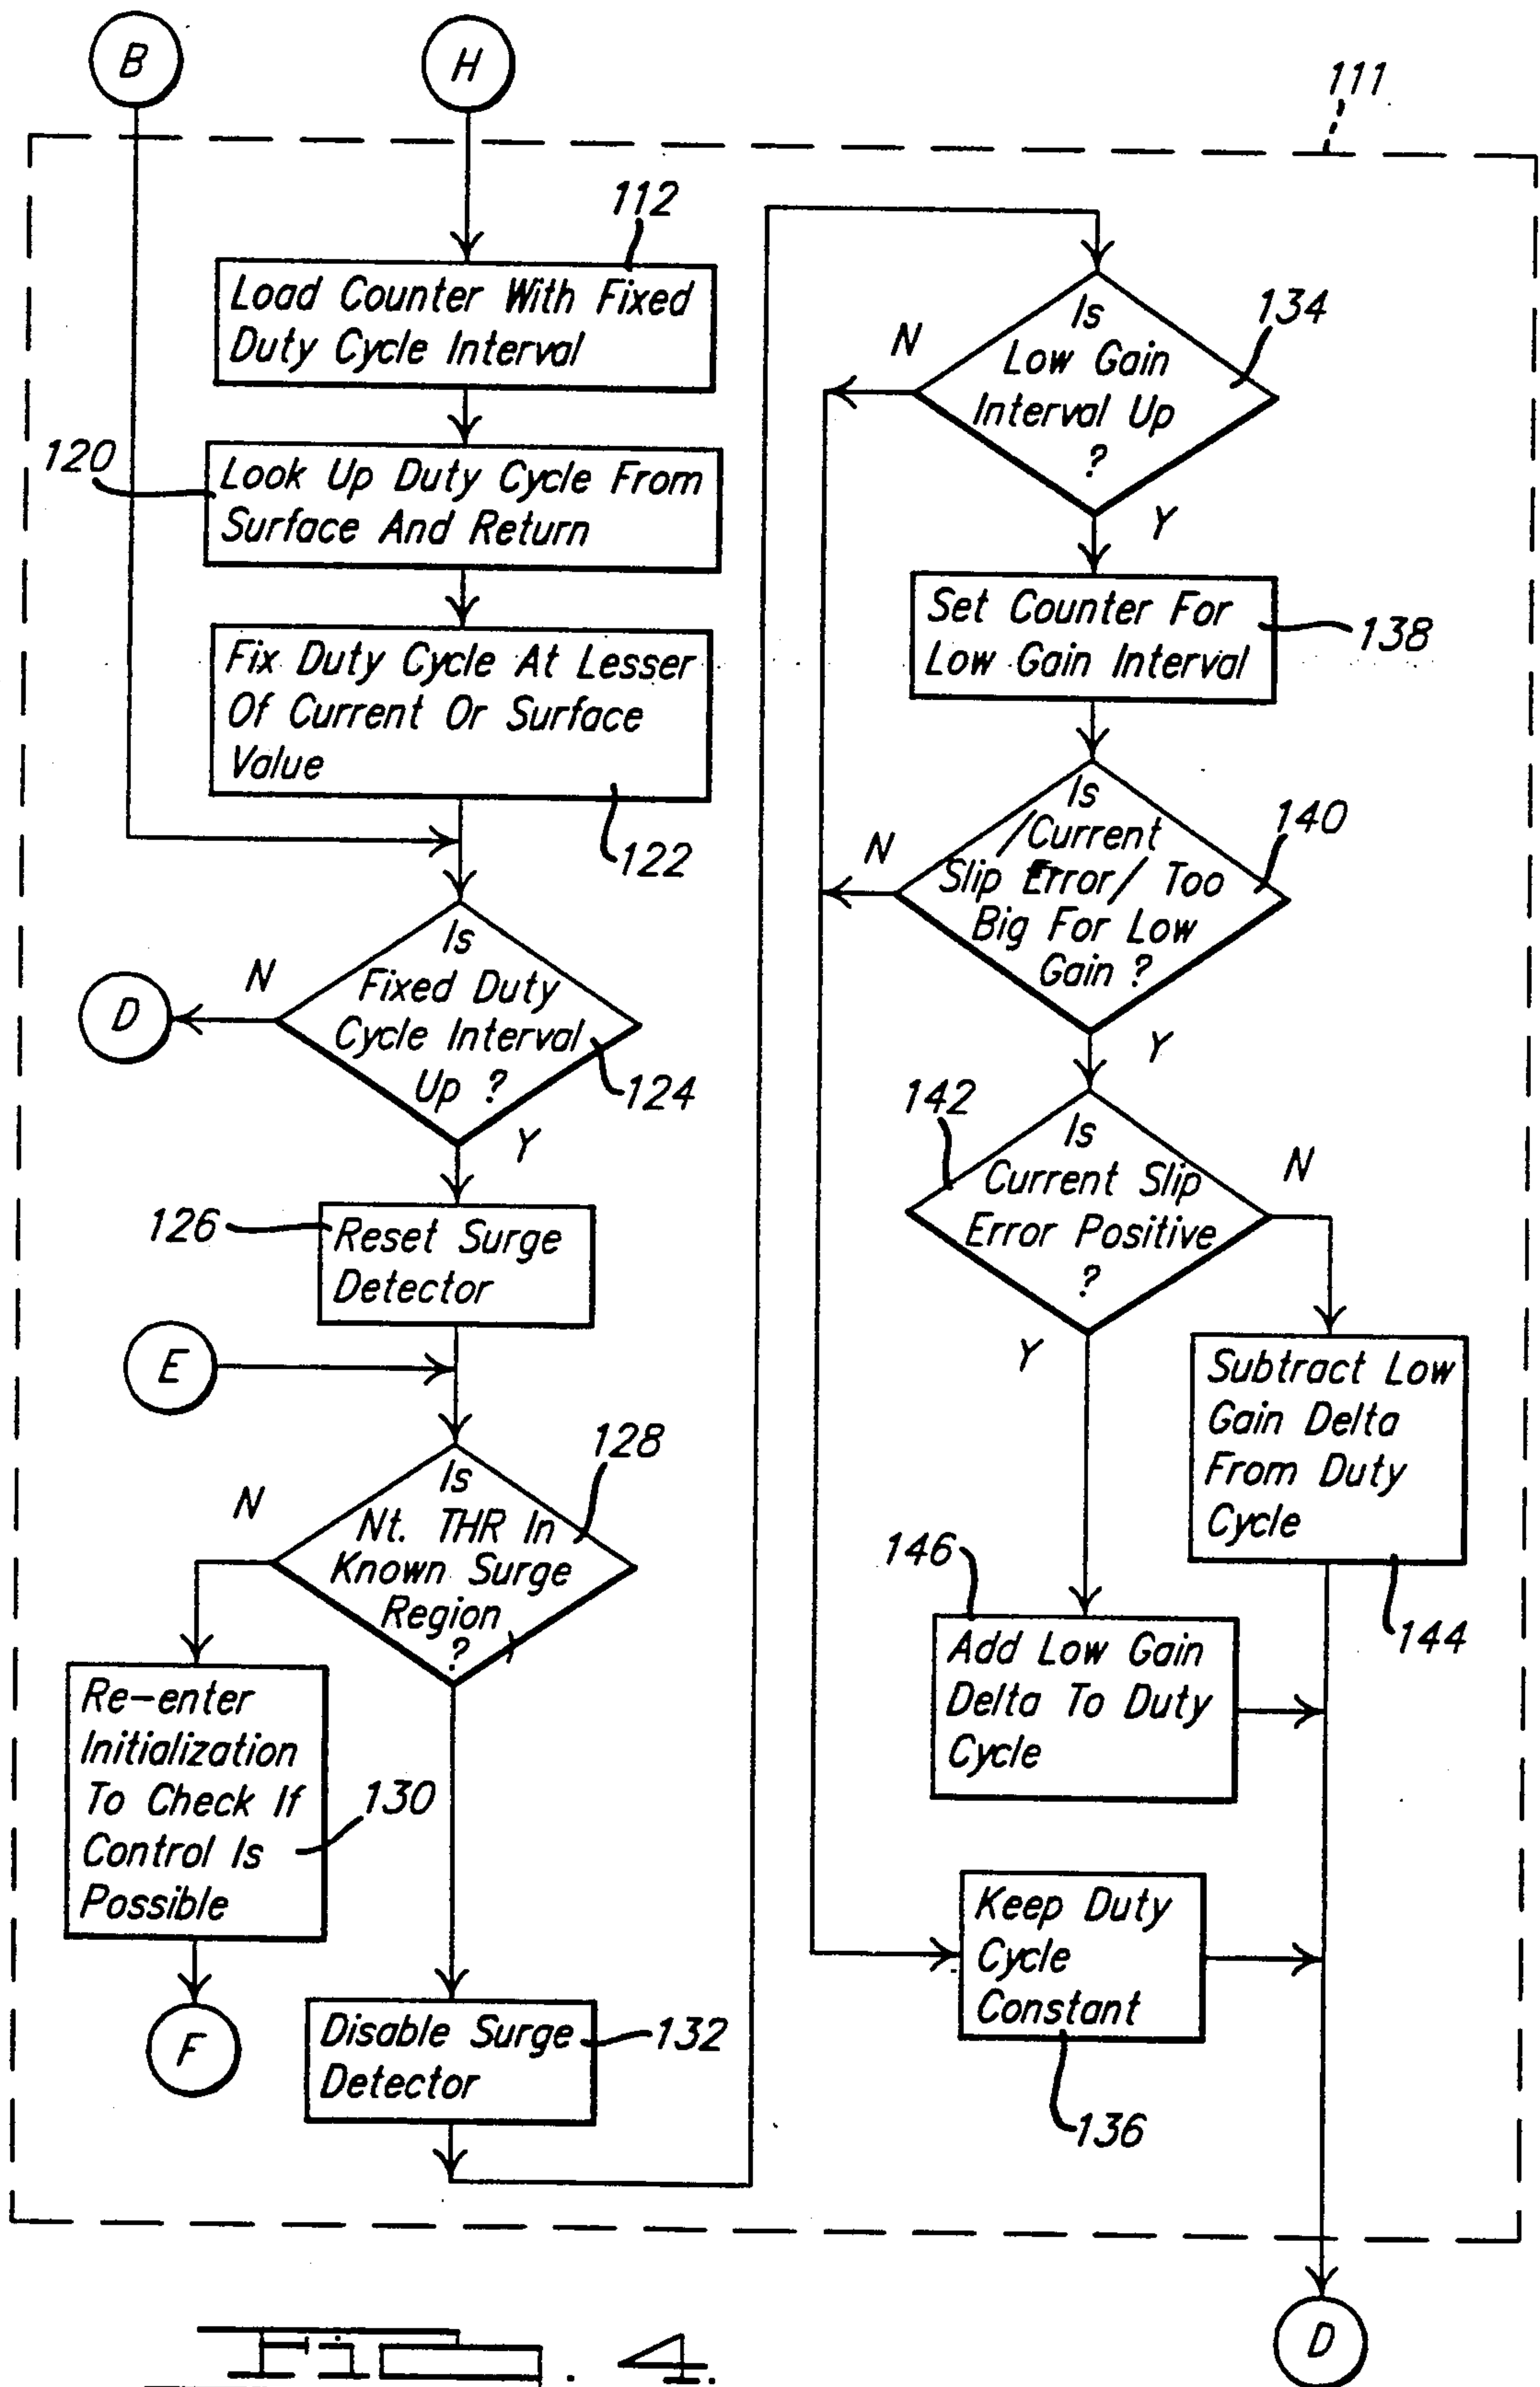 B
H
111
112
Load Counter With Fixed
Duty Cycle Interval
120
Look Up Duty Cycle From
Surface And Return
Fix Duty Cycle At Lesser
Of Current Or Surface
Value
122
Is
Fixed Duty
Cycle Interval
Up ?
N
D
124
Y
126
Reset Surge
Detector
E
128
Is
Nt. THR In
Known Surge
Region
?
N
Y
Re-enter
Initialization
To Check If
Control Is
Possible
130
F
Disable Surge
Detector
132
Is
Low Gain
Interval Up
?
134
N
Y
Set Counter For
Low Gain Interval
138
Is
/Current
Slip Error/ Too
Big For Low
Gain ?
140
N
Y
142
Is
Current Slip
Error Positive
?
N
Y
Subtract Low
Gain Delta
From Duty
Cycle
144
146
Add Low Gain
Delta To Duty
Cycle
Keep Duty
Cycle
Constant
136
D
FIG. 4.